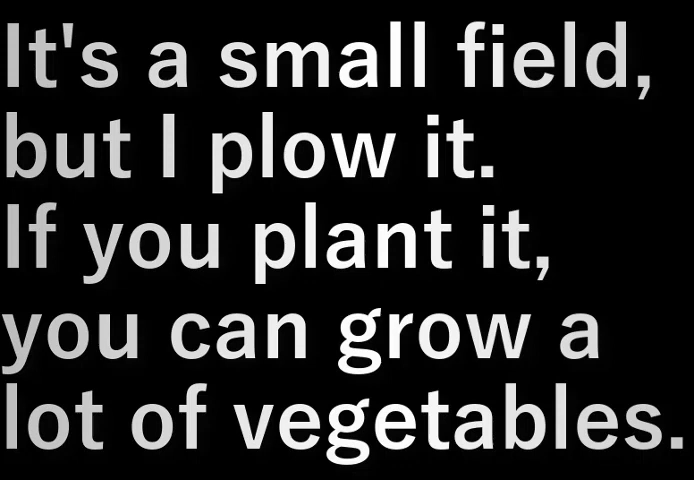 It's a small field,
but I plow it.
If you plant it,
you can grow a
lot of vegetables.